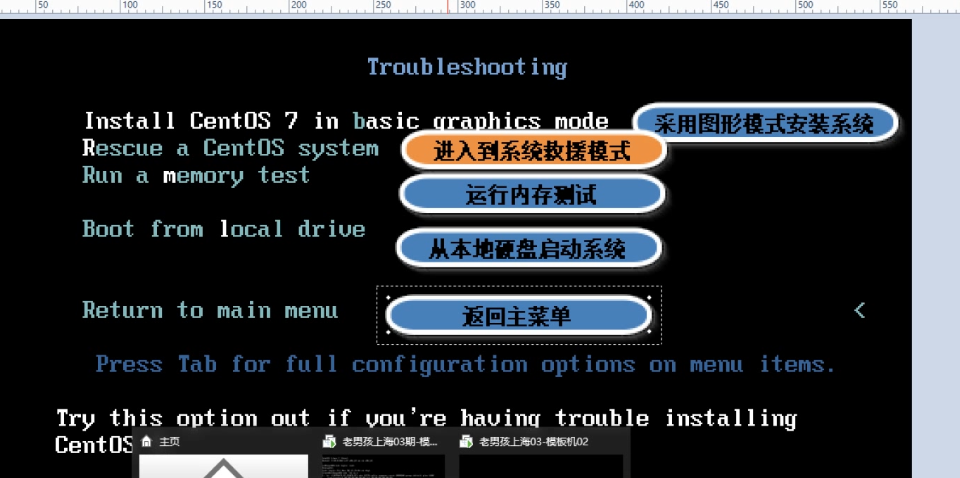 50 100 150 200 250 300 350 400 450 500 550
Troubleshooting
Install CentOS 7 in basic graphics mode 采用图形模式安装系统
Rescue a CentOS system 进入到系统救援模式
Run a memory test 运行内存测试
Boot from local drive 从本地硬盘启动系统
Return to main menu 返回主菜单 <
Press Tab for full configuration options on menu items.
Try this option out if you're having trouble installing
CentOS
主页 老男孩上海03期-模... 老男孩上海03-模板机02